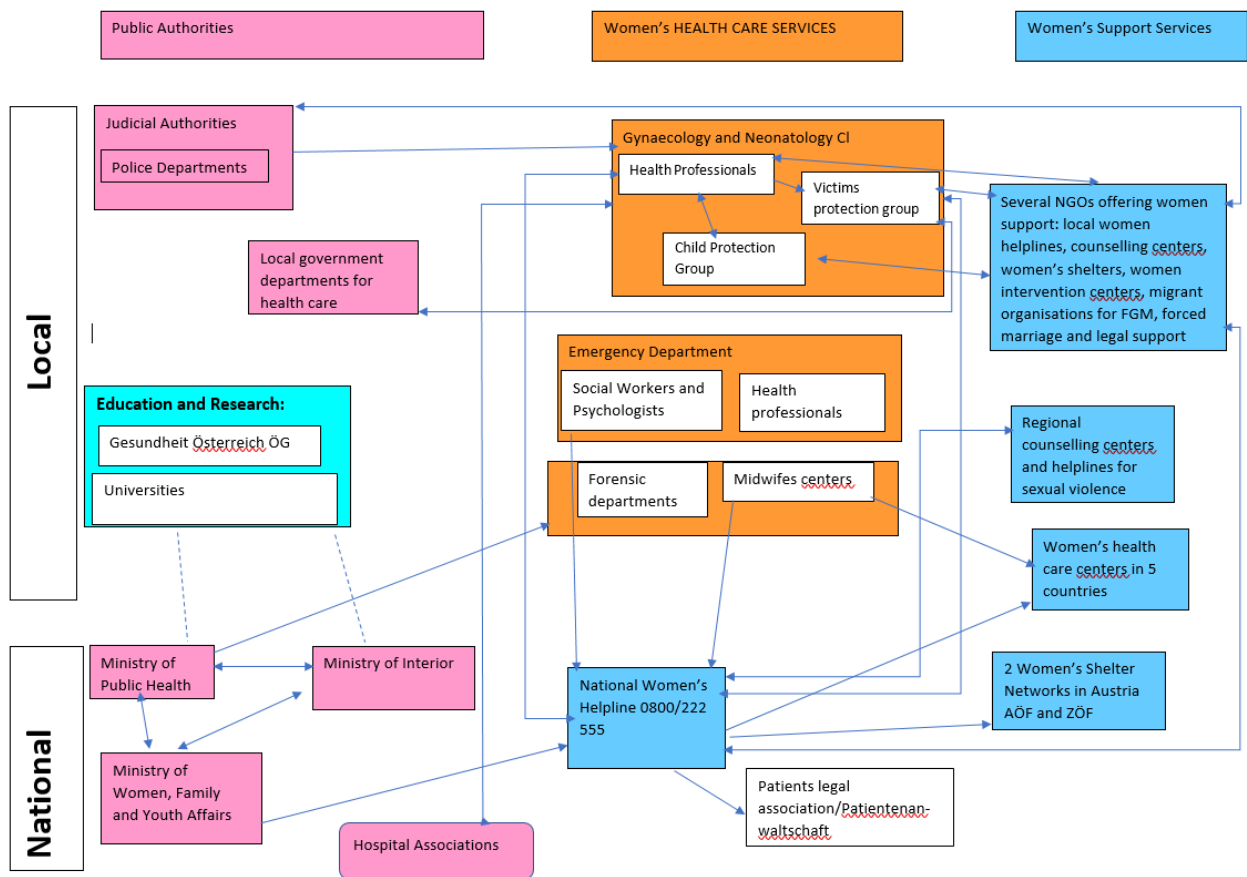 Public Authorities
Women's HEALTH CARE SERVICES
Women's Support Services
Local
Judicial Authorities
Police Departments
Gynaecology and Neonatology Cl
Health Professionals
Victims
protection group
Child Protection
Group
Several NGOs offering women
support: local women
helplines, counselling centers,
women's shelters, women
intervention centers, migrant
organisations for FGM, forced
marriage and legal support
Local government
departments for
health care
Emergency Department
Social Workers and
Psychologists
Health
professionals
Education and Research:
Gesundheit Österreich ÖG
Universities
Regional
counselling centers
and helplines for
sexual violence
Forensic
departments
Midwifes centers
Women's health
care centers in 5
countries
National
Ministry of
Public Health
Ministry of Interior
National Women's
Helpline 0800/222
555
2 Women's Shelter
Networks in Austria
AÖF and ZÖF
Ministry of
Women, Family
and Youth Affairs
Patients legal
association/Patientenan-
waltschaft
Hospital Associations